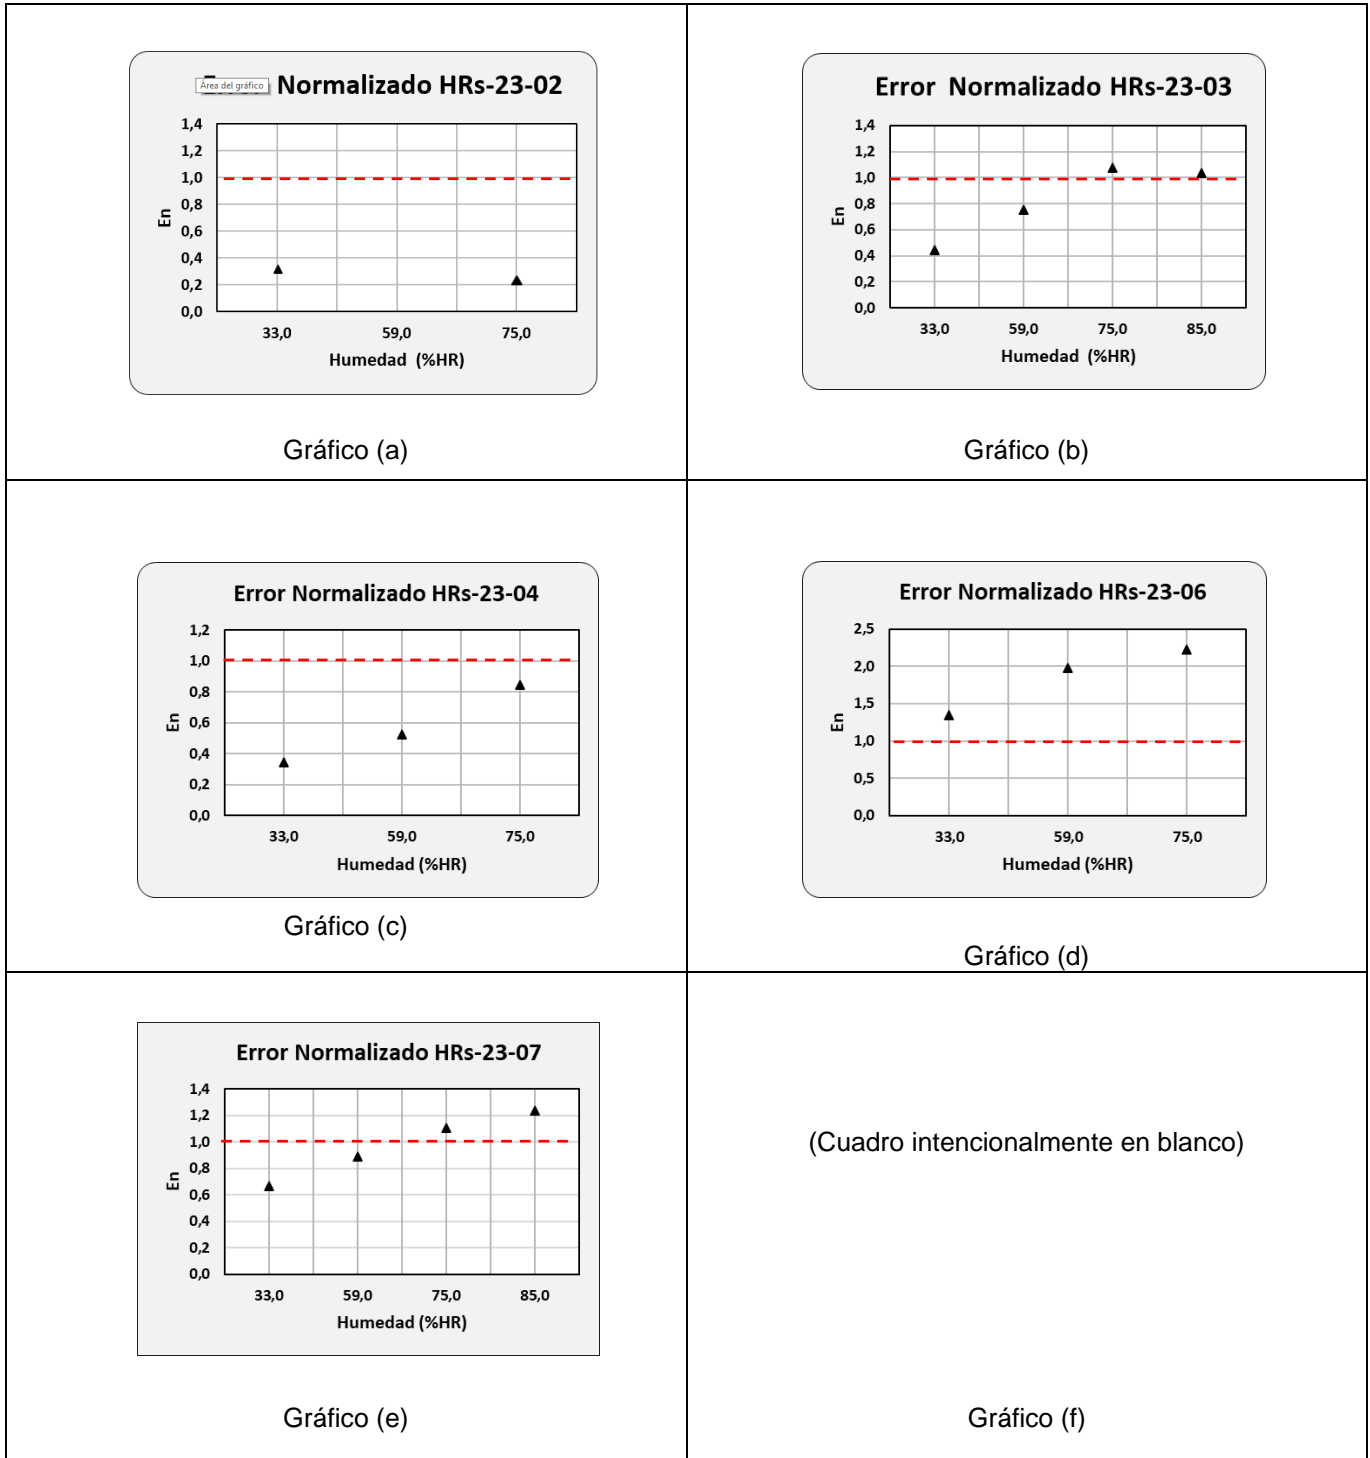 Área del gráfico
Normalizado HRs-23-02
1,4
1,2
1,0
0,8
0,6
0,4
0,2
0,0
En
33,0 59,0 75,0
Humedad (%HR)
Gráfico (a)
Error Normalizado HRs-23-03
1,4
1,2
1,0
0,8
0,6
0,4
0,2
0,0
En
33,0 59,0 75,0 85,0
Humedad (%HR)
Gráfico (b)
Error Normalizado HRs-23-04
1,2
1,0
0,8
0,6
0,4
0,2
0,0
En
33,0 59,0 75,0
Humedad (%HR)
Gráfico (c)
Error Normalizado HRs-23-06
2,5
2,0
1,5
1,0
0,5
0,0
En
33,0 59,0 75,0
Humedad (%HR)
Gráfico (d)
Error Normalizado HRs-23-07
1,4
1,2
1,0
0,8
0,6
0,4
0,2
0,0
En
33,0 59,0 75,0 85,0
Humedad (%HR)
Gráfico (e)
(Cuadro intencionalmente en blanco)
Gráfico (f)